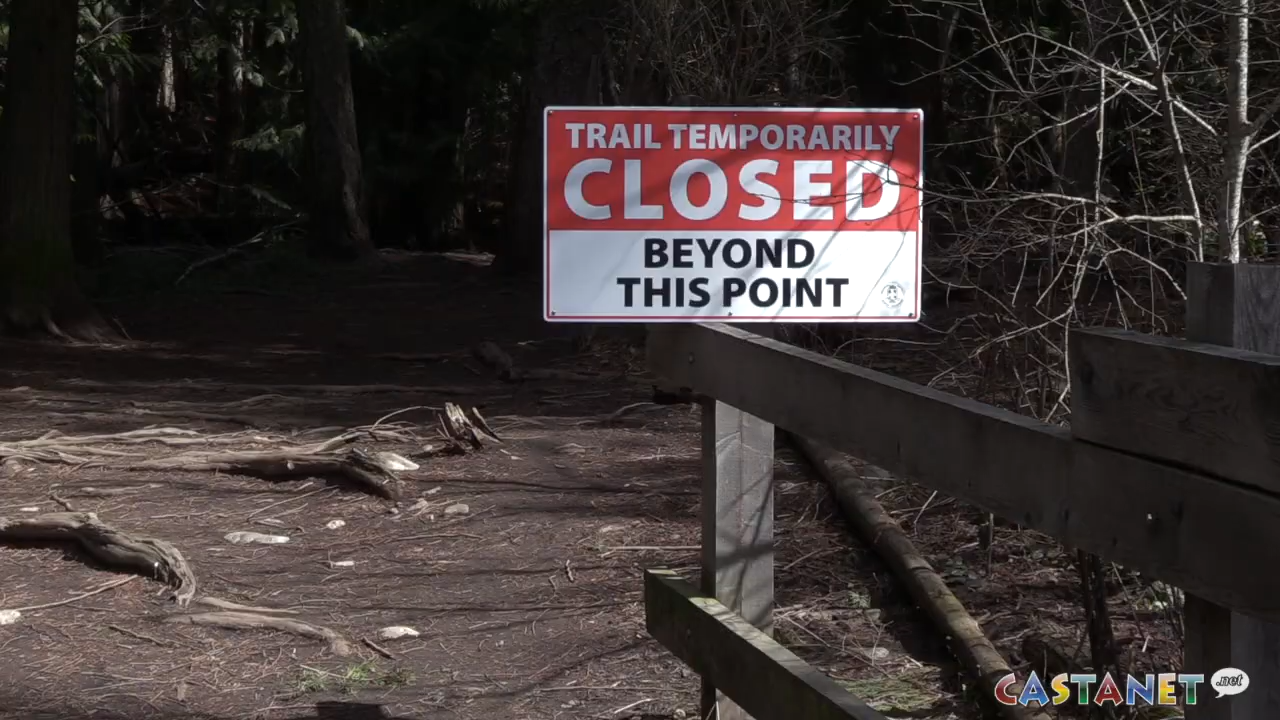 TRAIL TEMPORARILY
CLOSED
BEYOND
THIS POINT
CASTANET .net